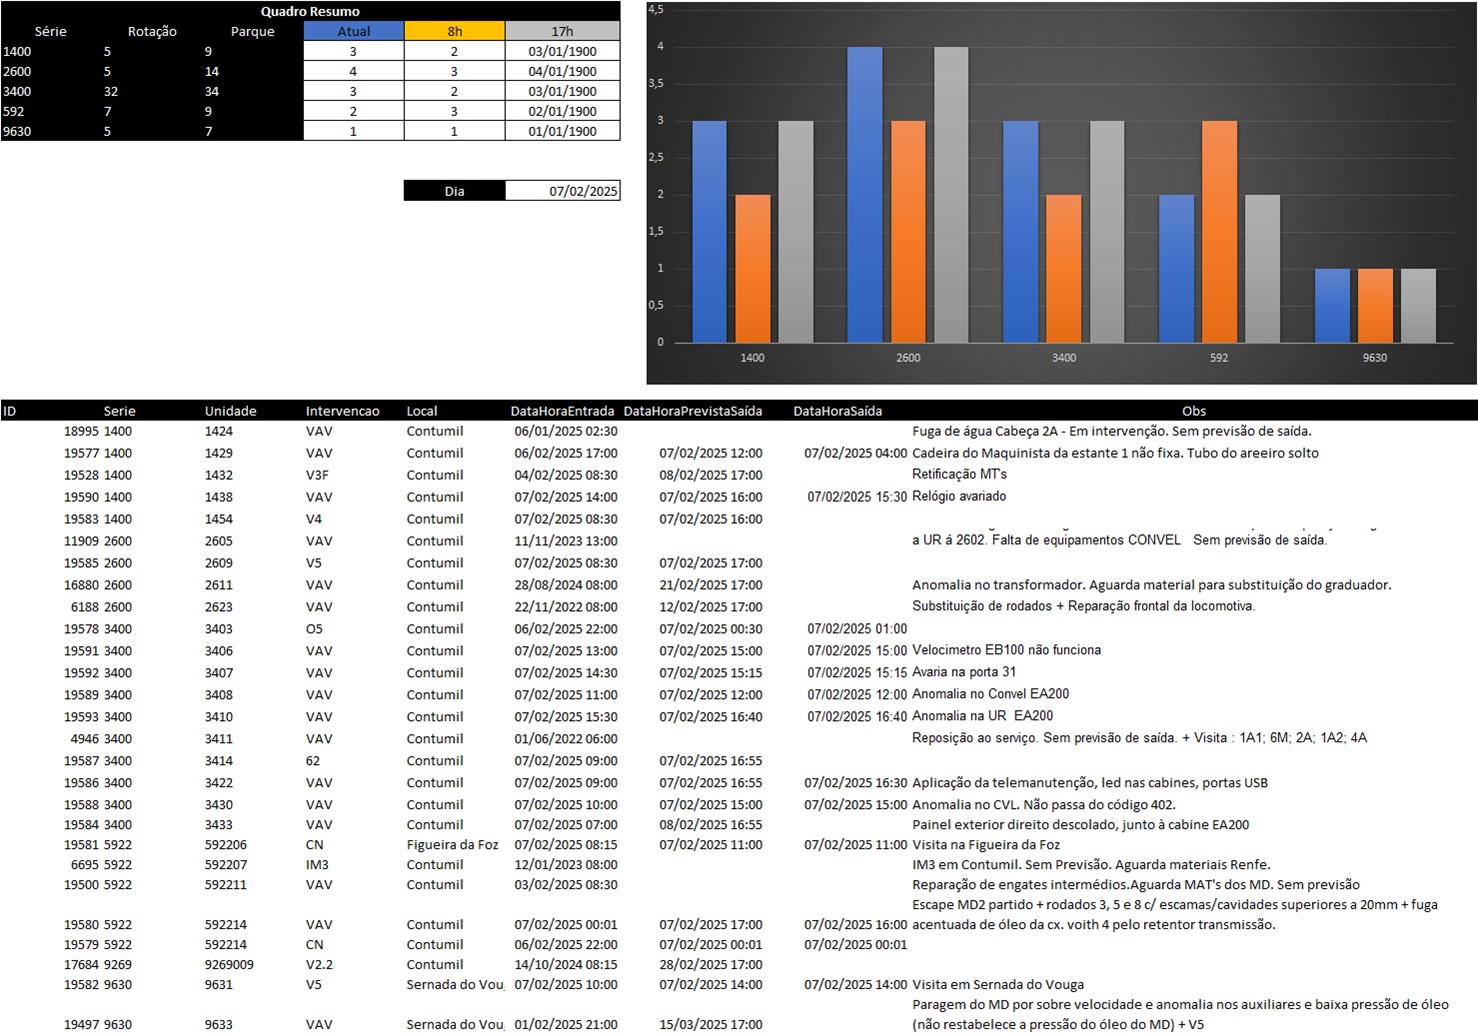 Quadro Resumo
Série Rotação Parque Atual 8h 17h
1400 5 9 3 2 03/01/1900
2600 5 14 4 3 04/01/1900
3400 32 34 3 2 03/01/1900
592 7 9 2 3 02/01/1900
9630 5 7 1 1 01/01/1900
Dia 07/02/2025
4,5
4
3,5
3
2,5
2
1,5
1
0,5
0
1400 2600 3400 592 9630
ID Serie Unidade Intervencao Local DataHoraEntrada DataHoraPrevistaSaída DataHoraSaída Obs
18995 1400 1424 VAV Contumil 06/01/2025 02:30 Fuga de água Cabeça 2A - Em intervenção. Sem previsão de saída.
19577 1400 1429 VAV Contumil 06/02/2025 17:00 07/02/2025 12:00 07/02/2025 04:00 Cadeira do Maquinista da estante 1 não fixa. Tubo do areeiro solto
19528 1400 1432 V3F Contumil 04/02/2025 08:30 08/02/2025 17:00 Retificação MT's
19590 1400 1438 VAV Contumil 07/02/2025 14:00 07/02/2025 16:00 07/02/2025 15:30 Relógio avariado
19583 1400 1454 V4 Contumil 07/02/2025 08:30 07/02/2025 16:00
11909 2600 2605 VAV Contumil 11/11/2023 13:00 a UR á 2602. Falta de equipamentos CONVEL Sem previsão de saída.
19585 2600 2609 V5 Contumil 07/02/2025 08:30 07/02/2025 17:00
16880 2600 2611 VAV Contumil 28/08/2024 08:00 21/02/2025 17:00 Anomalia no transformador. Aguarda material para substituição do graduador.
6188 2600 2623 VAV Contumil 22/11/2022 08:00 12/02/2025 17:00 Substituição de rodados + Reparação frontal da locomotiva.
19578 3400 3403 O5 Contumil 06/02/2025 22:00 07/02/2025 00:30 07/02/2025 01:00
19591 3400 3406 VAV Contumil 07/02/2025 13:00 07/02/2025 15:00 07/02/2025 15:00 Velocimetro EB100 não funciona
19592 3400 3407 VAV Contumil 07/02/2025 14:30 07/02/2025 15:15 07/02/2025 15:15 Avaria na porta 31
19589 3400 3408 VAV Contumil 07/02/2025 11:00 07/02/2025 12:00 07/02/2025 12:00 Anomalia no Convel EA200
19593 3400 3410 VAV Contumil 07/02/2025 15:30 07/02/2025 16:40 07/02/2025 16:40 Anomalia na UR EA200
4946 3400 3411 VAV Contumil 01/06/2022 06:00 Reposição ao serviço. Sem previsão de saída. + Visita : 1A1; 6M; 2A; 1A2; 4A
19587 3400 3414 62 Contumil 07/02/2025 09:00 07/02/2025 16:55
19586 3400 3422 VAV Contumil 07/02/2025 09:00 07/02/2025 16:55 07/02/2025 16:30 Aplicação da telemanutenção, led nas cabines, portas USB
19588 3400 3430 VAV Contumil 07/02/2025 10:00 07/02/2025 15:00 07/02/2025 15:00 Anomalia no CVL. Não passa do código 402.
19584 3400 3433 VAV Contumil 07/02/2025 07:00 08/02/2025 16:55 Painel exterior direito descolado, junto à cabine EA200
19581 5922 592206 CN Figueira da Foz 07/02/2025 08:15 07/02/2025 11:00 07/02/2025 11:00 Visita na Figueira da Foz
6695 5922 592207 IM3 Contumil 12/01/2023 08:00 IM3 em Contumil. Sem Previsão. Aguarda materiais Renfe.
19500 5922 592211 VAV Contumil 03/02/2025 08:30 Reparação de engates intermédios.Aguarda MAT's dos MD. Sem previsão
Escape MD2 partido + rodados 3, 5 e 8 c/ escamas/cavidades superiores a 20mm + fuga
19580 5922 592214 VAV Contumil 07/02/2025 00:01 07/02/2025 17:00 07/02/2025 16:00 acentuada de óleo da cx. voith 4 pelo retentor transmissão.
19579 5922 592214 CN Contumil 06/02/2025 22:00 07/02/2025 00:01 07/02/2025 00:01
17684 9269 9269009 V2.2 Contumil 14/10/2024 08:15 28/02/2025 17:00
19582 9630 9631 V5 Sernada do Vou 07/02/2025 10:00 07/02/2025 14:00 07/02/2025 14:00 Visita em Sernada do Vouga
Paragem do MD por sobre velocidade e anomalia nos auxiliares e baixa pressão de óleo
19497 9630 9633 VAV Sernada do Vou 01/02/2025 21:00 15/03/2025 17:00 (não restabelece a pressão do óleo do MD) + V5